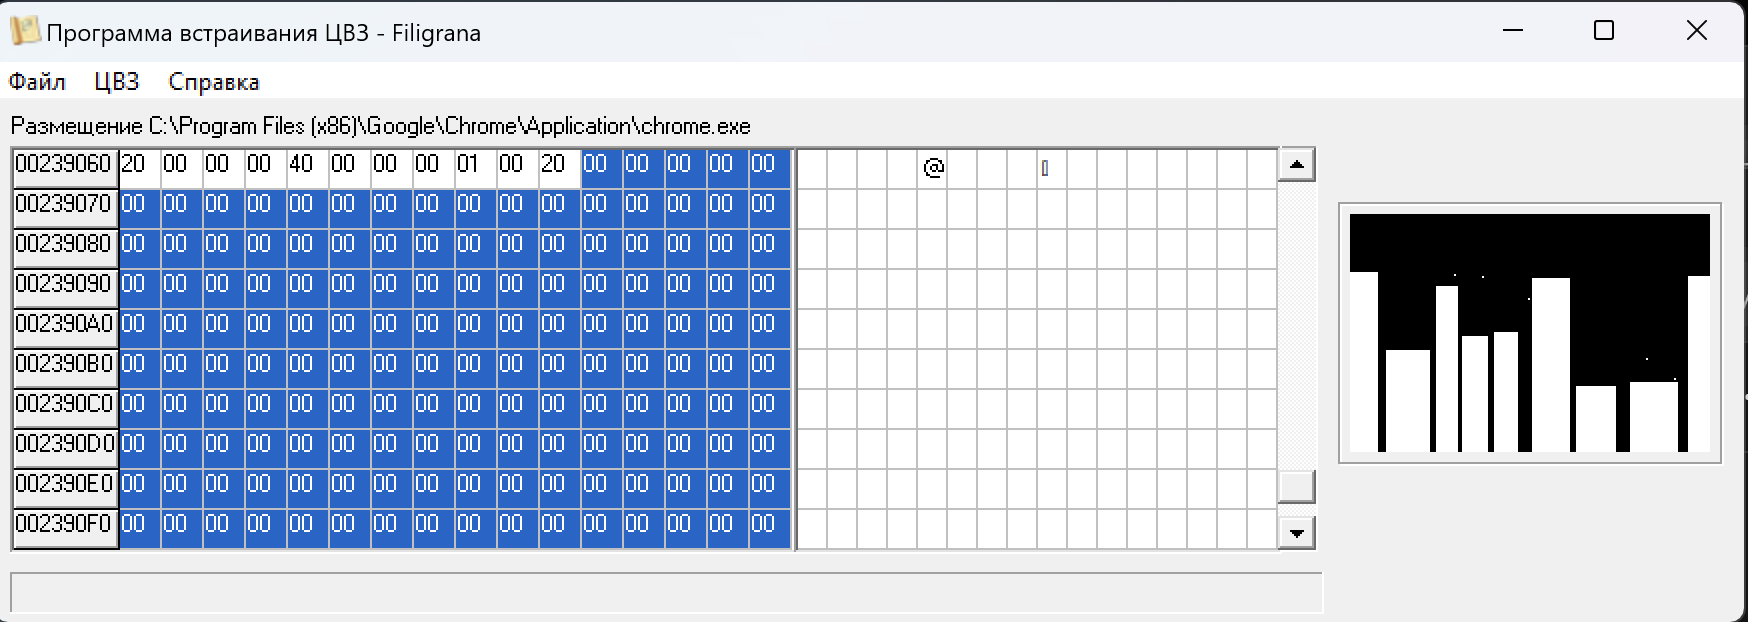 Программа встраивания ЦВЗ - Filigrana
Файл ЦВЗ Справка
Размещение C:\Program Files (x86)\Google\Chrome\Application\chrome.exe
00239060 20 00 00 00 40 00 00 00 01 00 20 00 00 00 00 00 @
00239070 00 00 00 00 00 00 00 00 00 00 00 00 00 00 00 00
00239080 00 00 00 00 00 00 00 00 00 00 00 00 00 00 00 00
00239090 00 00 00 00 00 00 00 00 00 00 00 00 00 00 00 00
002390A0 00 00 00 00 00 00 00 00 00 00 00 00 00 00 00 00
002390B0 00 00 00 00 00 00 00 00 00 00 00 00 00 00 00 00
002390C0 00 00 00 00 00 00 00 00 00 00 00 00 00 00 00 00
002390D0 00 00 00 00 00 00 00 00 00 00 00 00 00 00 00 00
002390E0 00 00 00 00 00 00 00 00 00 00 00 00 00 00 00 00
002390F0 00 00 00 00 00 00 00 00 00 00 00 00 00 00 00 00